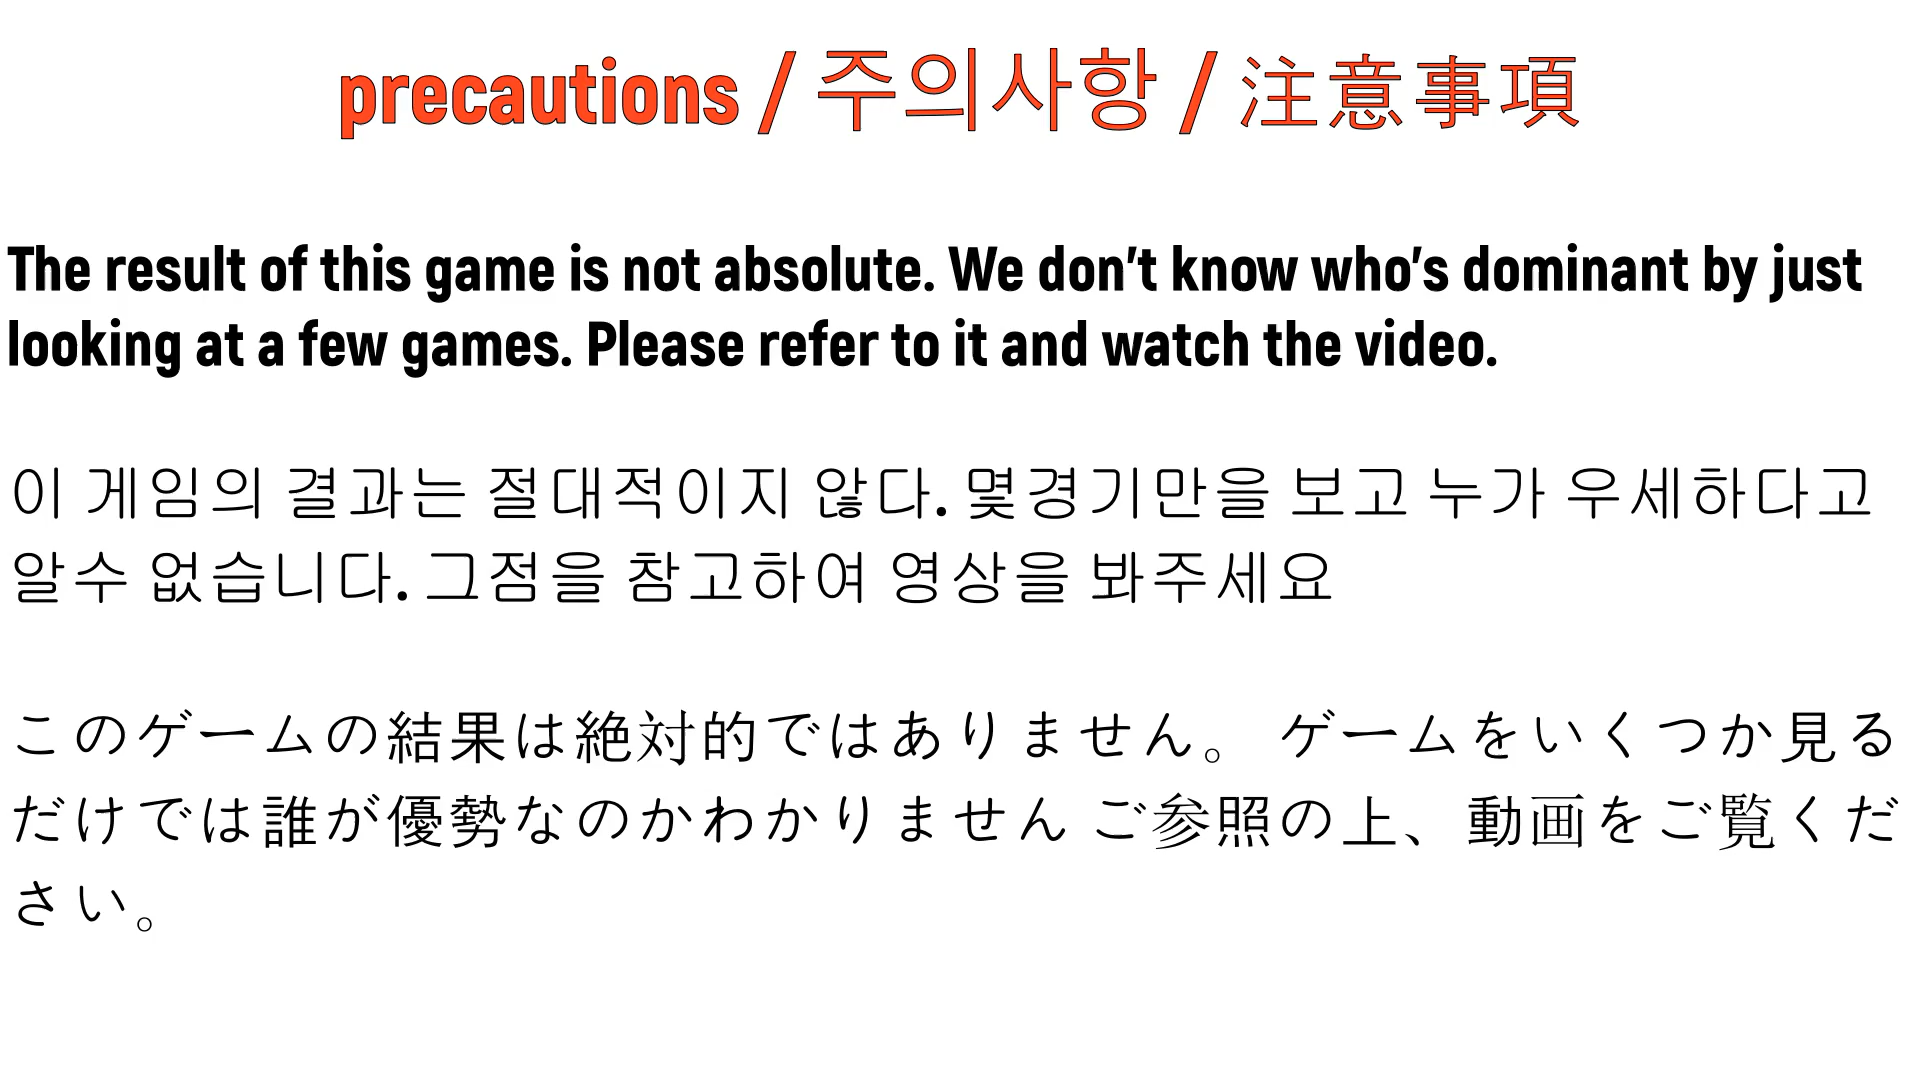 precautions / 주의사항 / 注意事項
The result of this game is not absolute. We don't know who's dominant by just
looking at a few games. Please refer to it and watch the video.
이 게임의 결과는 절대적이지 않다. 몇경기만을 보고 누가 우세하다고
알수 없습니다. 그점을 참고하여 영상을 봐주세요
このゲームの結果は絶対的ではありません。 ゲームをいくつか見る
だけでは誰が優勢なのかわかりません ご参照の上、動画をご覧くだ
さい。